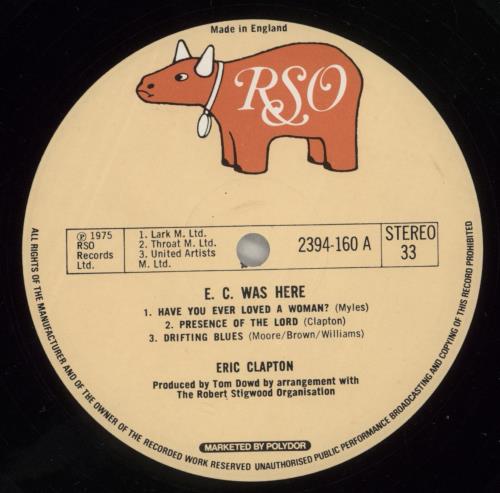 Made in England
RSO
℗ 1975
RSO
Records
Ltd.
1. Lark M. Ltd.
2. Throat M. Ltd.
3. United Artists
M. Ltd.
2394-160 A
STEREO
33
E. C. WAS HERE
1. HAVE YOU EVER LOVED A WOMAN? (Myles)
2. PRESENCE OF THE LORD (Clapton)
3. DRIFTING BLUES (Moore/Brown/Williams)
ERIC CLAPTON
Produced by Tom Dowd by arrangement with
The Robert Stigwood Organisation
MARKETED BY POLYDOR
ALL RIGHTS OF THE MANUFACTURER AND OF THE OWNER OF THE RECORDED WORK RESERVED UNAUTHORISED PUBLIC PERFORMANCE BROADCASTING AND COPYING OF THIS RECORD PROHIBITED